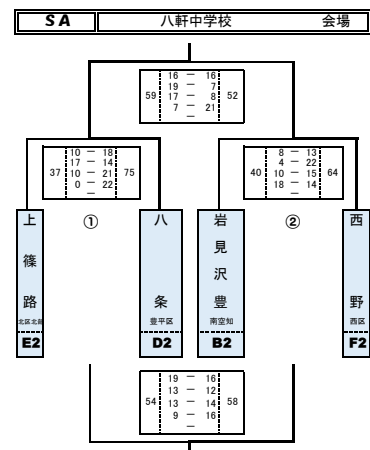 SA 八軒中学校 会場
16 － 16
19 － 7
59 17 － 8 52
7 － 21
－
10 － 18
17 － 14
37 10 － 21 75
0 － 22
－
8 － 13
4 － 22
40 10 － 15 64
18 － 14
－
① ②
上篠路
北区北部
E2
八条
豊平区
D2
岩見沢豊
南空知
B2
西野
西区
F2
19 － 16
13 － 12
54 13 － 14 58
9 － 16
－